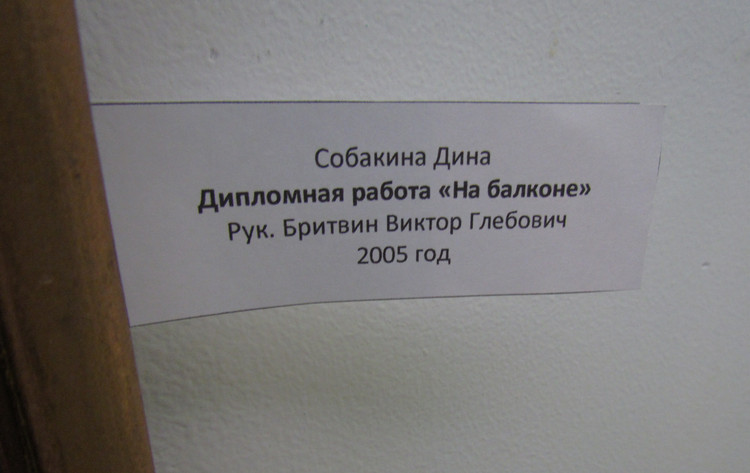 Собакина Дина
Дипломная работа «На балконе»
Рук. Бритвин Виктор Глебович
2005 год